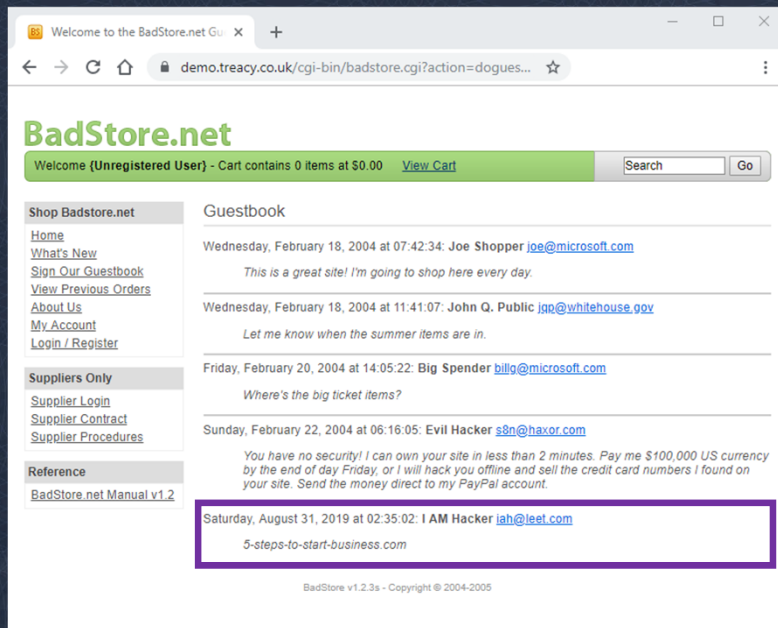 Welcome to the BadStore.net Gu
demo.treacy.co.uk/cgi-bin/badstore.cgi?action=dogues...
BadStore.net
Welcome {Unregistered User} - Cart contains 0 items at $0.00 View Cart Search Go
Shop Badstore.net
Home
What's New
Sign Our Guestbook
View Previous Orders
About Us
My Account
Login / Register
Suppliers Only
Supplier Login
Supplier Contract
Supplier Procedures
Reference
BadStore.net Manual v1.2
Guestbook
Wednesday, February 18, 2004 at 07:42:34: Joe Shopper joe@microsoft.com
This is a great site! I'm going to shop here every day.
Wednesday, February 18, 2004 at 11:41:07: John Q. Public jqp@whitehouse.gov
Let me know when the summer items are in.
Friday, February 20, 2004 at 14:05:22: Big Spender billg@microsoft.com
Where's the big ticket items?
Sunday, February 22, 2004 at 06:16:05: Evil Hacker s8n@haxor.com
You have no security! I can own your site in less than 2 minutes. Pay me $100,000 US currency
by the end of day Friday, or I will hack you offline and sell the credit card numbers I found on
your site. Send the money direct to my PayPal account.
Saturday, August 31, 2019 at 02:35:02: I AM Hacker iah@leet.com
5-steps-to-start-business.com
BadStore v1.2.3s - Copyright © 2004-2005